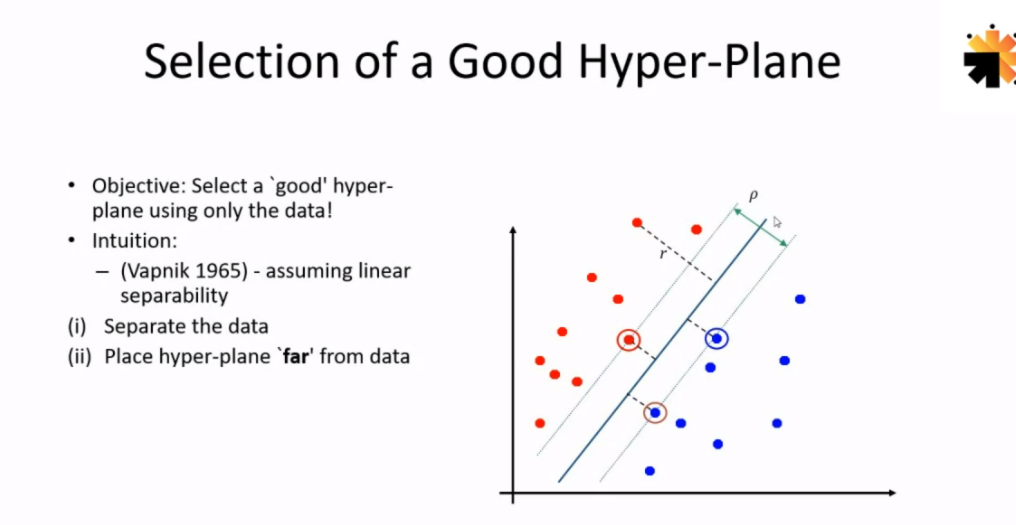 Selection of a Good Hyper-Plane
• Objective: Select a `good' hyper-
plane using only the data!
• Intuition:
– (Vapnik 1965) - assuming linear
separability
(i) Separate the data
(ii) Place hyper-plane `far' from data
ρ
r